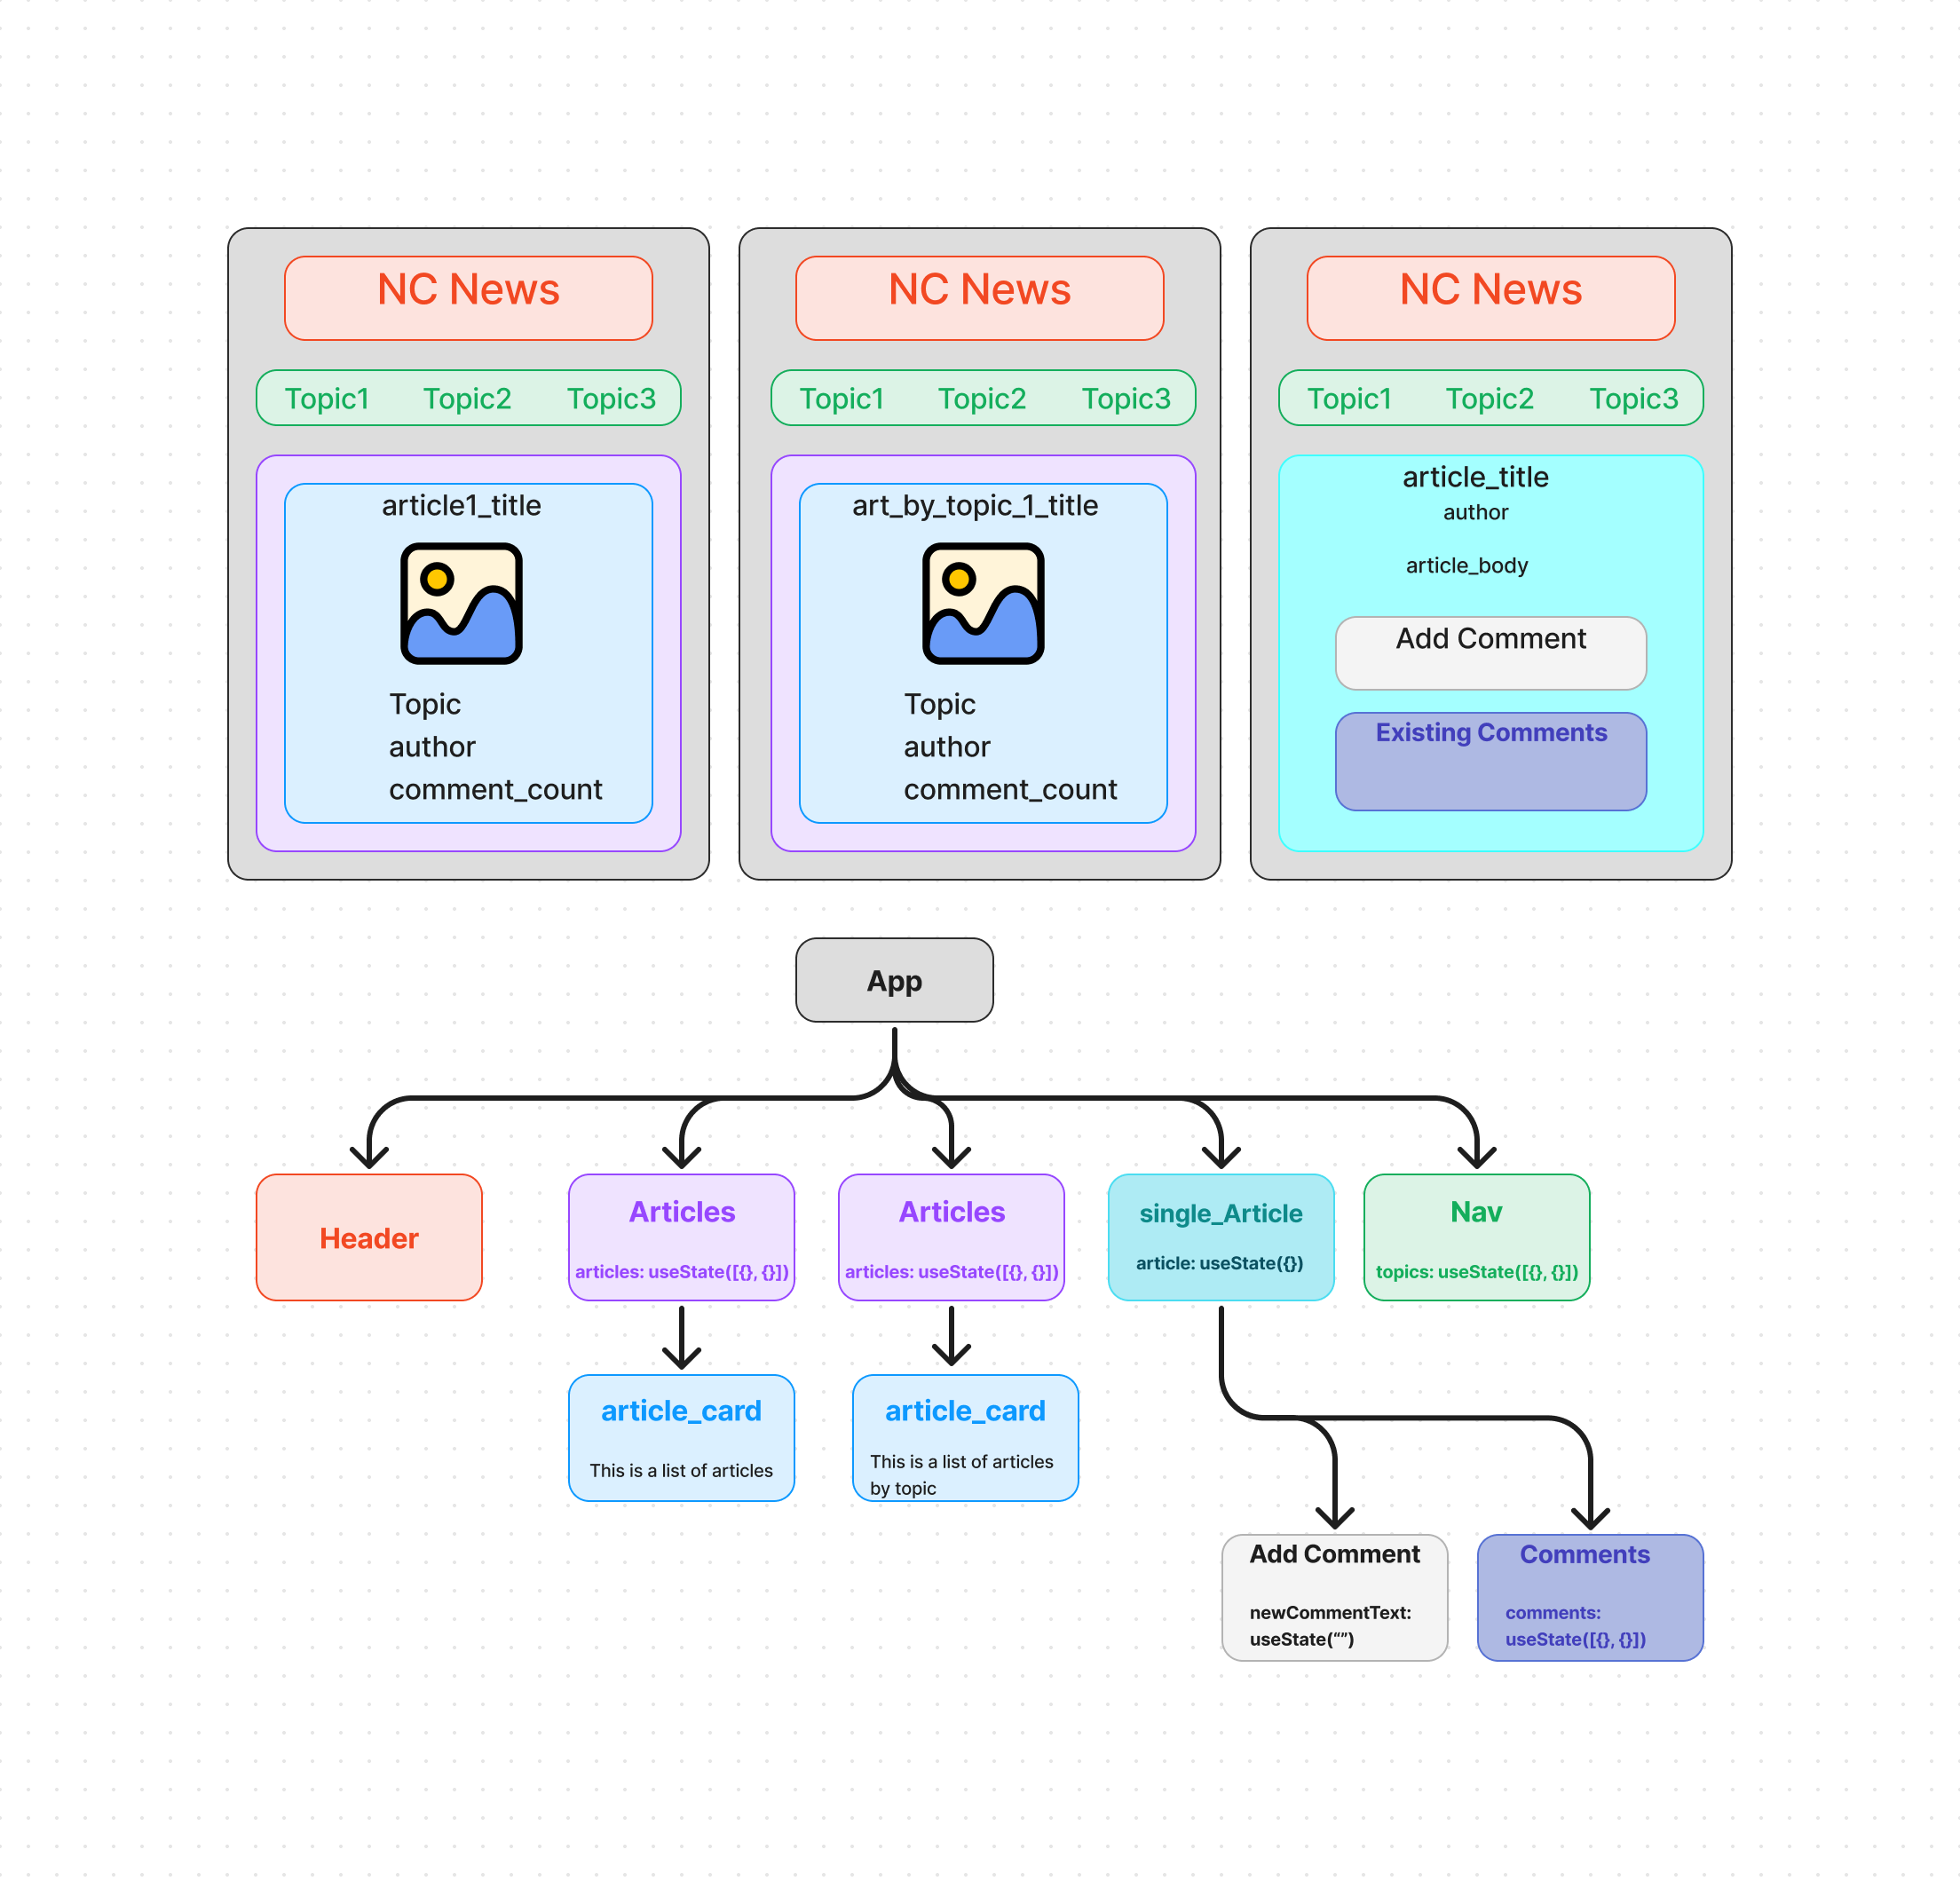 NC News
Topic1 Topic2 Topic3
article1_title
Topic
author
comment_count
NC News
Topic1 Topic2 Topic3
art_by_topic_1_title
Topic
author
comment_count
NC News
Topic1 Topic2 Topic3
article_title
author
article_body
Add Comment
Existing Comments
App
Header
Articles
articles: useState([{}, {}])
Articles
articles: useState([{}, {}])
single_Article
article: useState({})
Nav
topics: useState([{}, {}])
article_card
This is a list of articles
article_card
This is a list of articles
by topic
Add Comment
newCommentText:
useState(“”)
Comments
comments:
useState([{}, {}])